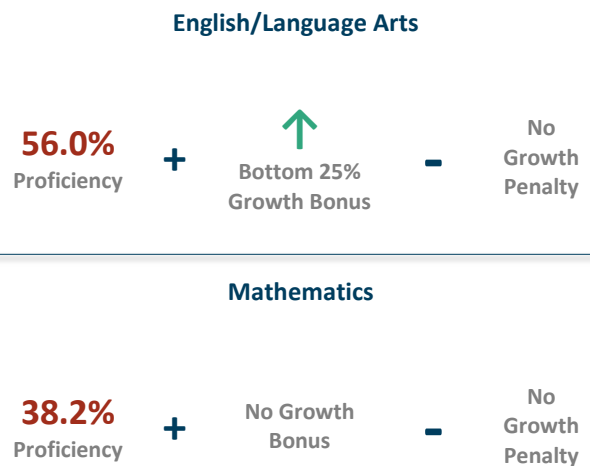 English/Language Arts
56.0%
Proficiency
+
Bottom 25%
Growth Bonus
-
No
Growth
Penalty
Mathematics
38.2%
Proficiency
+
No Growth
Bonus
-
No
Growth
Penalty